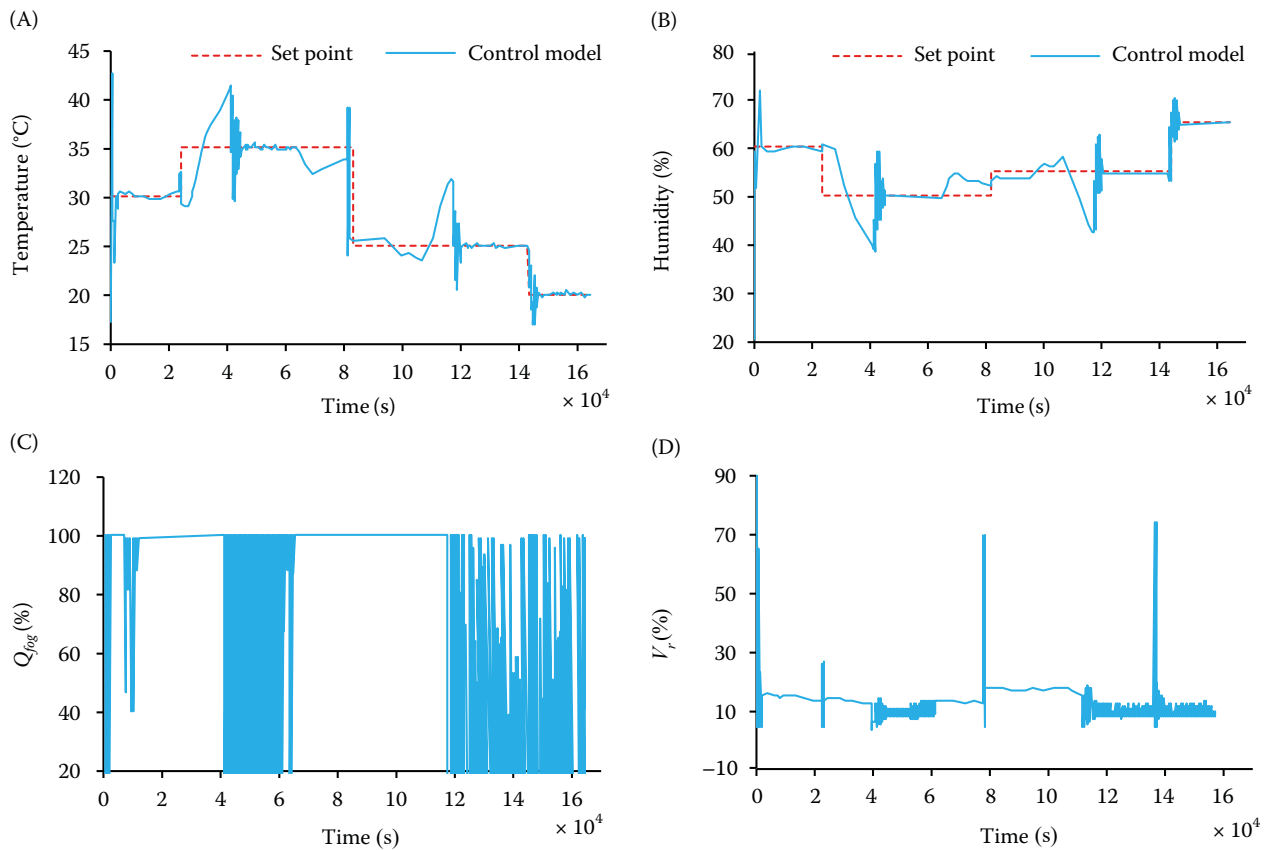 (A)
Set point
Control model
45
40
35
30
25
20
15
Temperature (°C)
0 2 4 6 8 10 12 14 16
Time (s)
× 10⁴
(B)
Set point
Control model
80
70
60
50
40
30
20
Humidity (%)
0 2 4 6 8 10 12 14 16
Time (s)
× 10⁴
(C)
120
100
80
60
40
20
Q_fog (%)
0 2 4 6 8 10 12 14 16
Time (s)
× 10⁴
(D)
90
70
50
30
10
–10
V_r (%)
0 2 4 6 8 10 12 14 16
Time (s)
× 10⁴